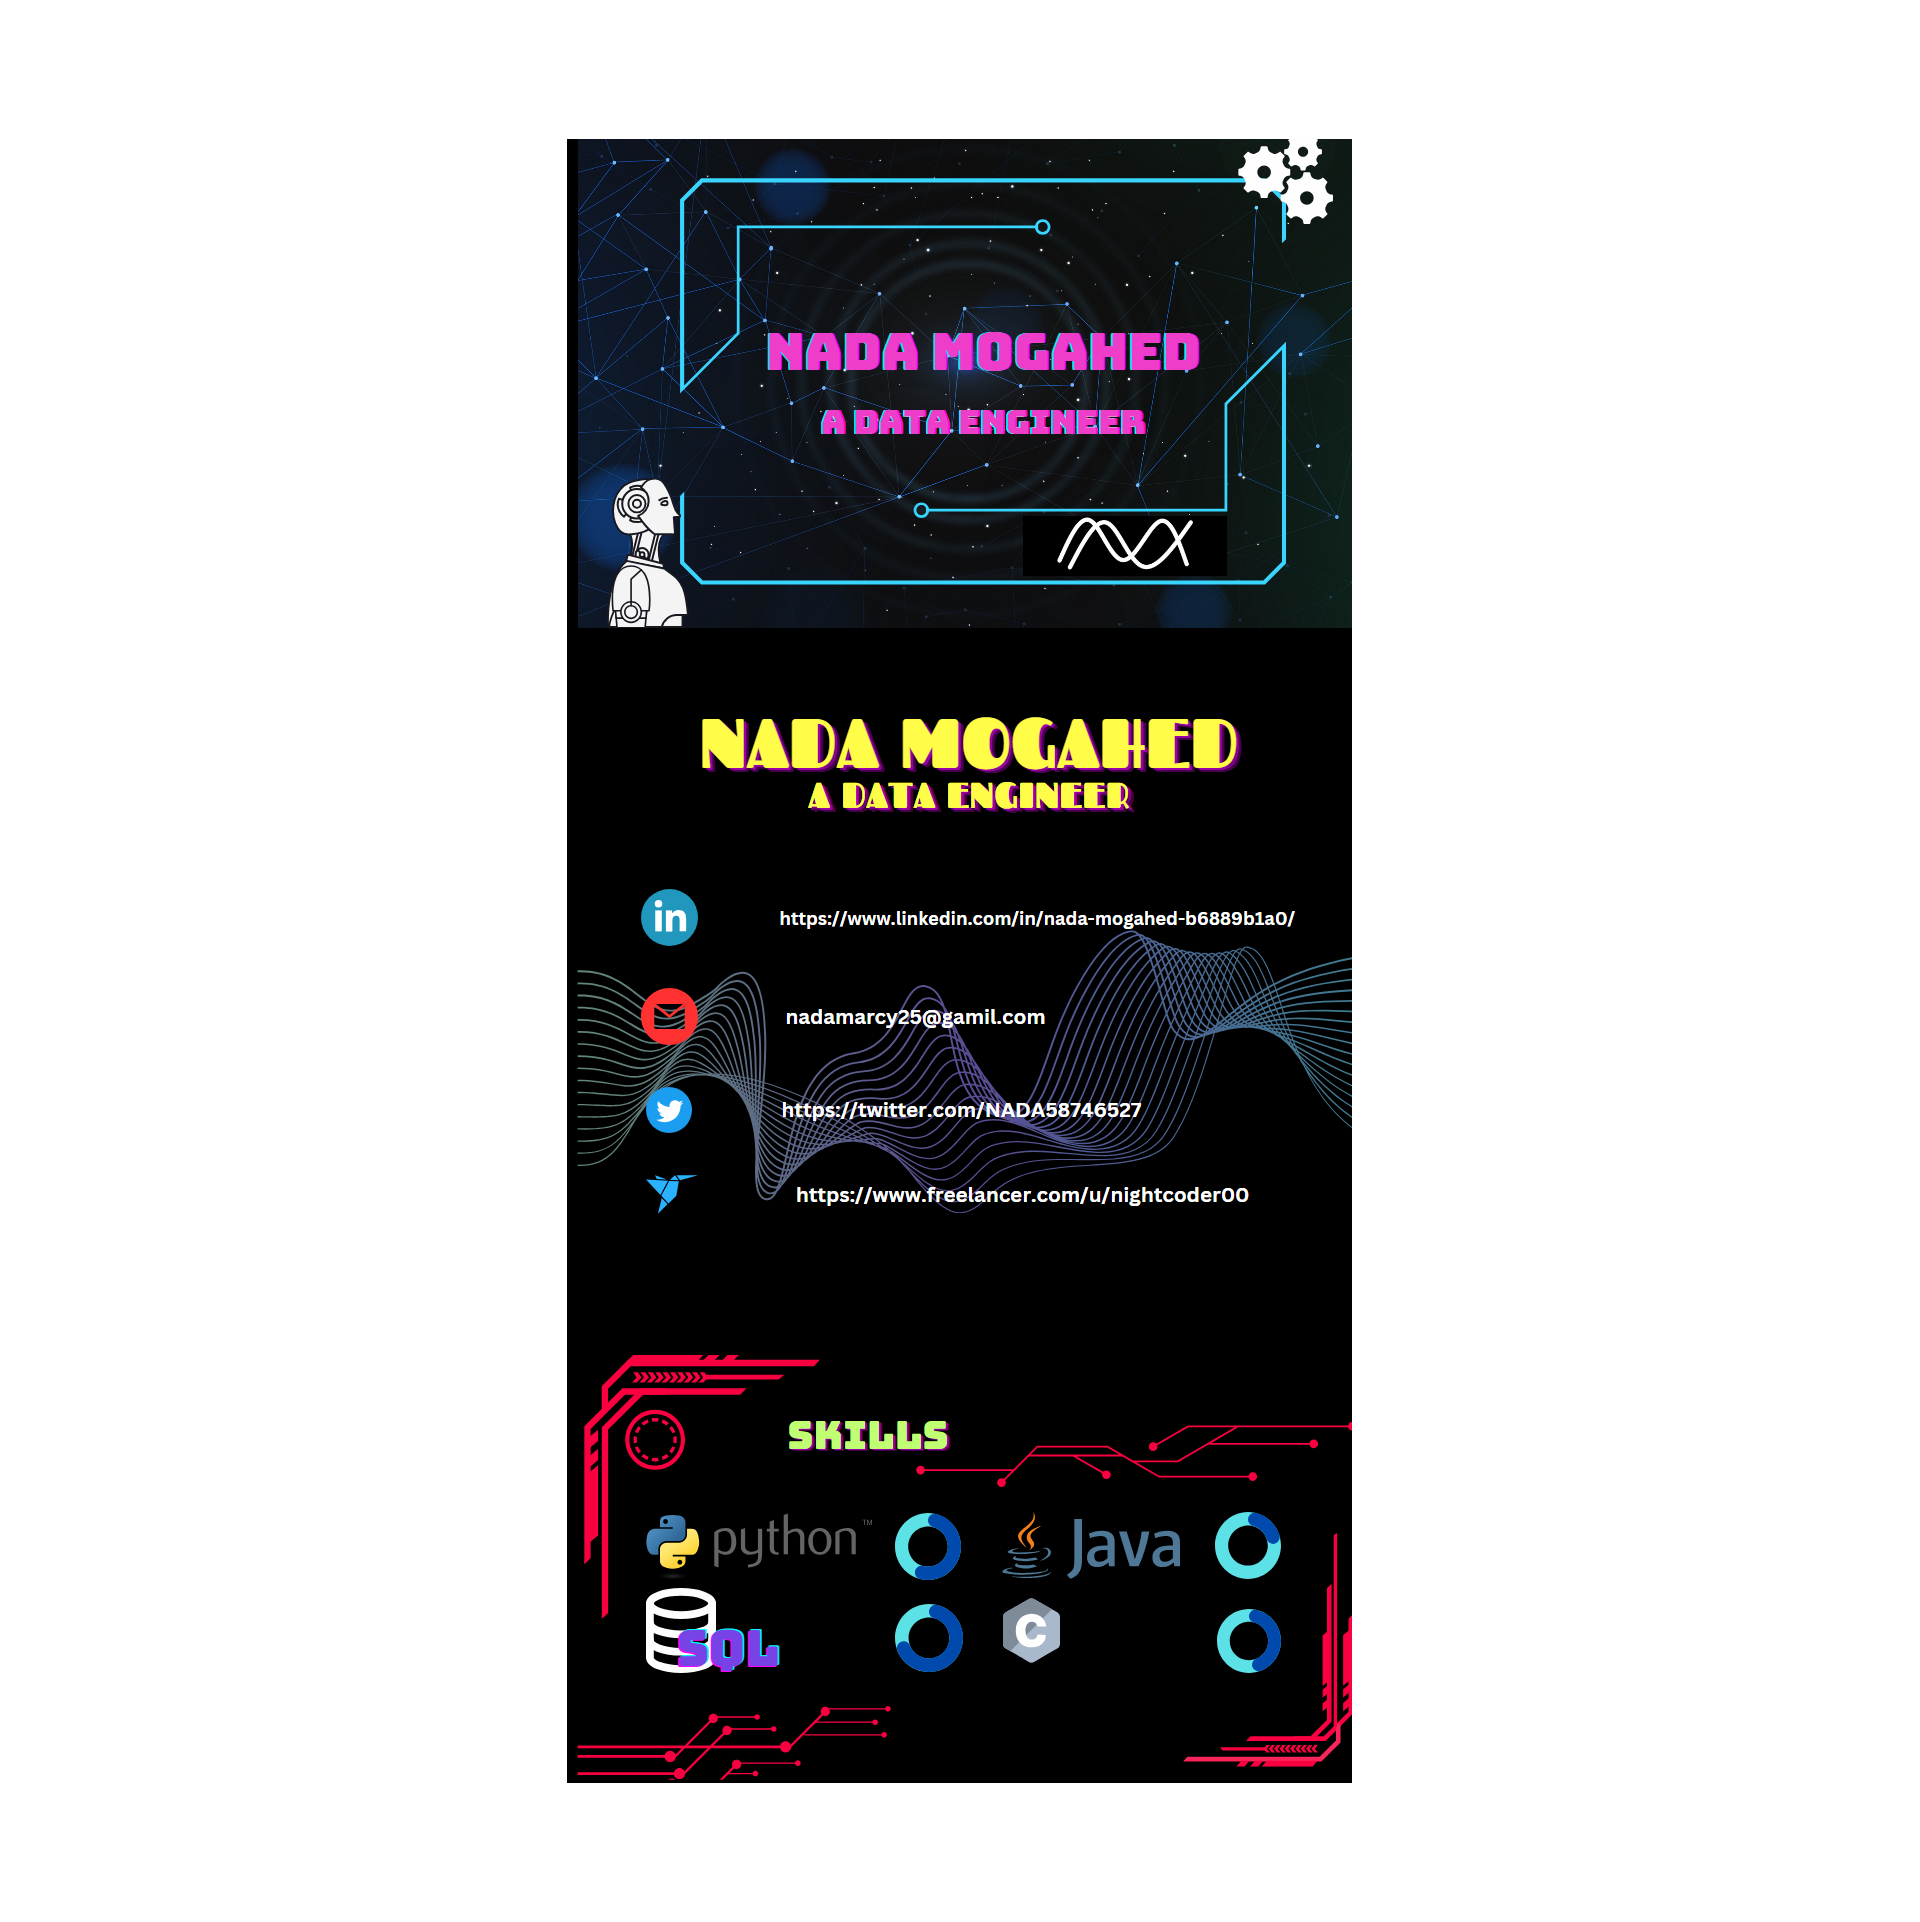 NADA MOGAHED
A DATA ENGINEER
NADA MOGAHED
A DATA ENGINEER
in
https://www.linkedin.com/in/nada-mogahed-b6889b1a0/
nadamarcy25@gamil.com
https://twitter.com/NADA58746527
https://www.freelancer.com/u/nightcoder00
SKILLS
python™
Java
SQL
C